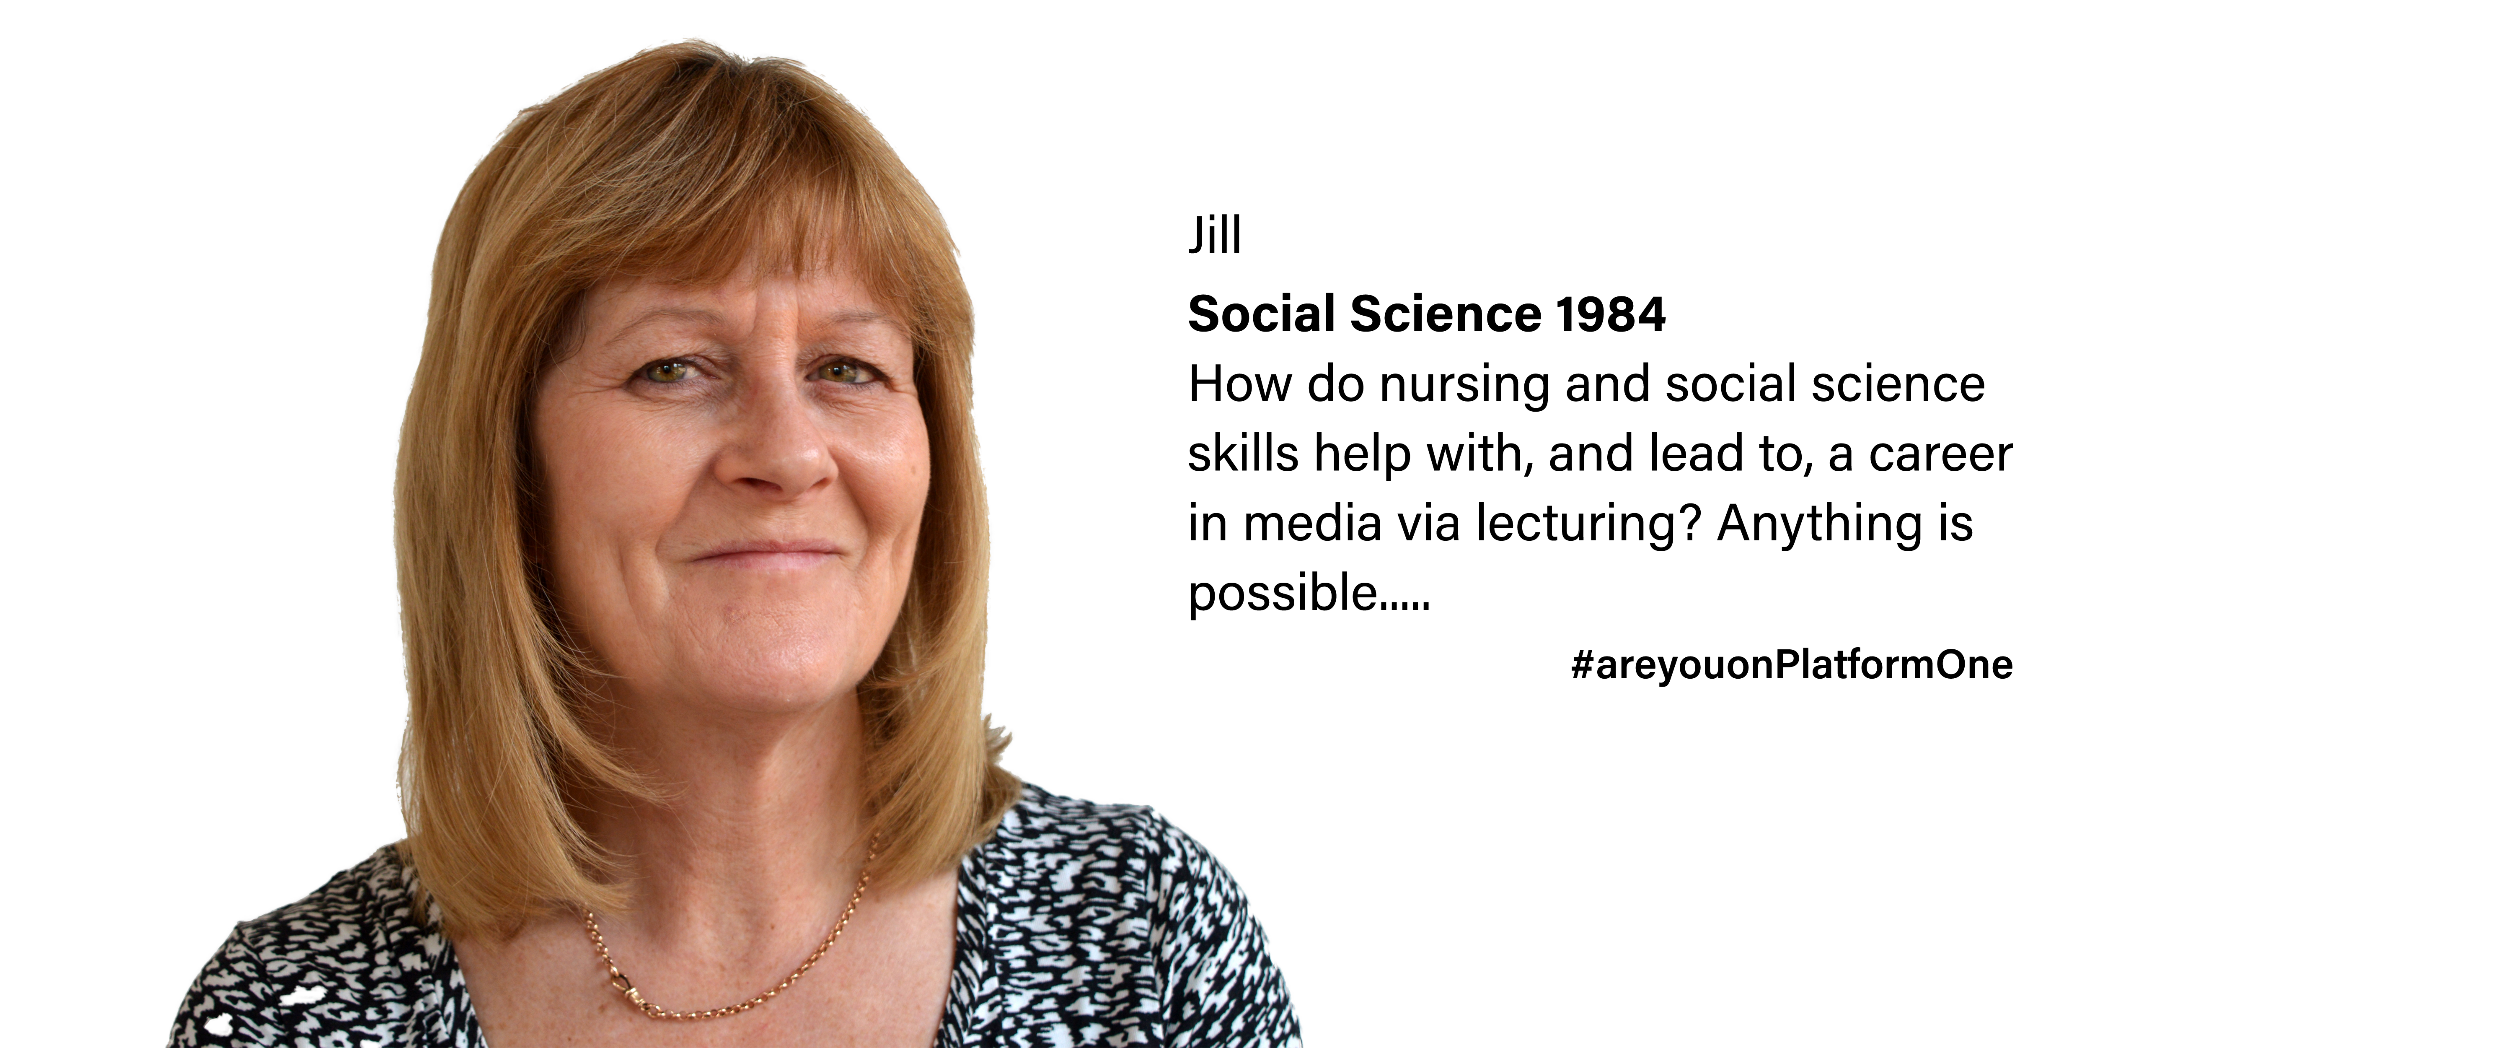 Jill
Social Science 1984
How do nursing and social science
skills help with, and lead to, a career
in media via lecturing? Anything is
possible.....
#areyouonPlatformOne